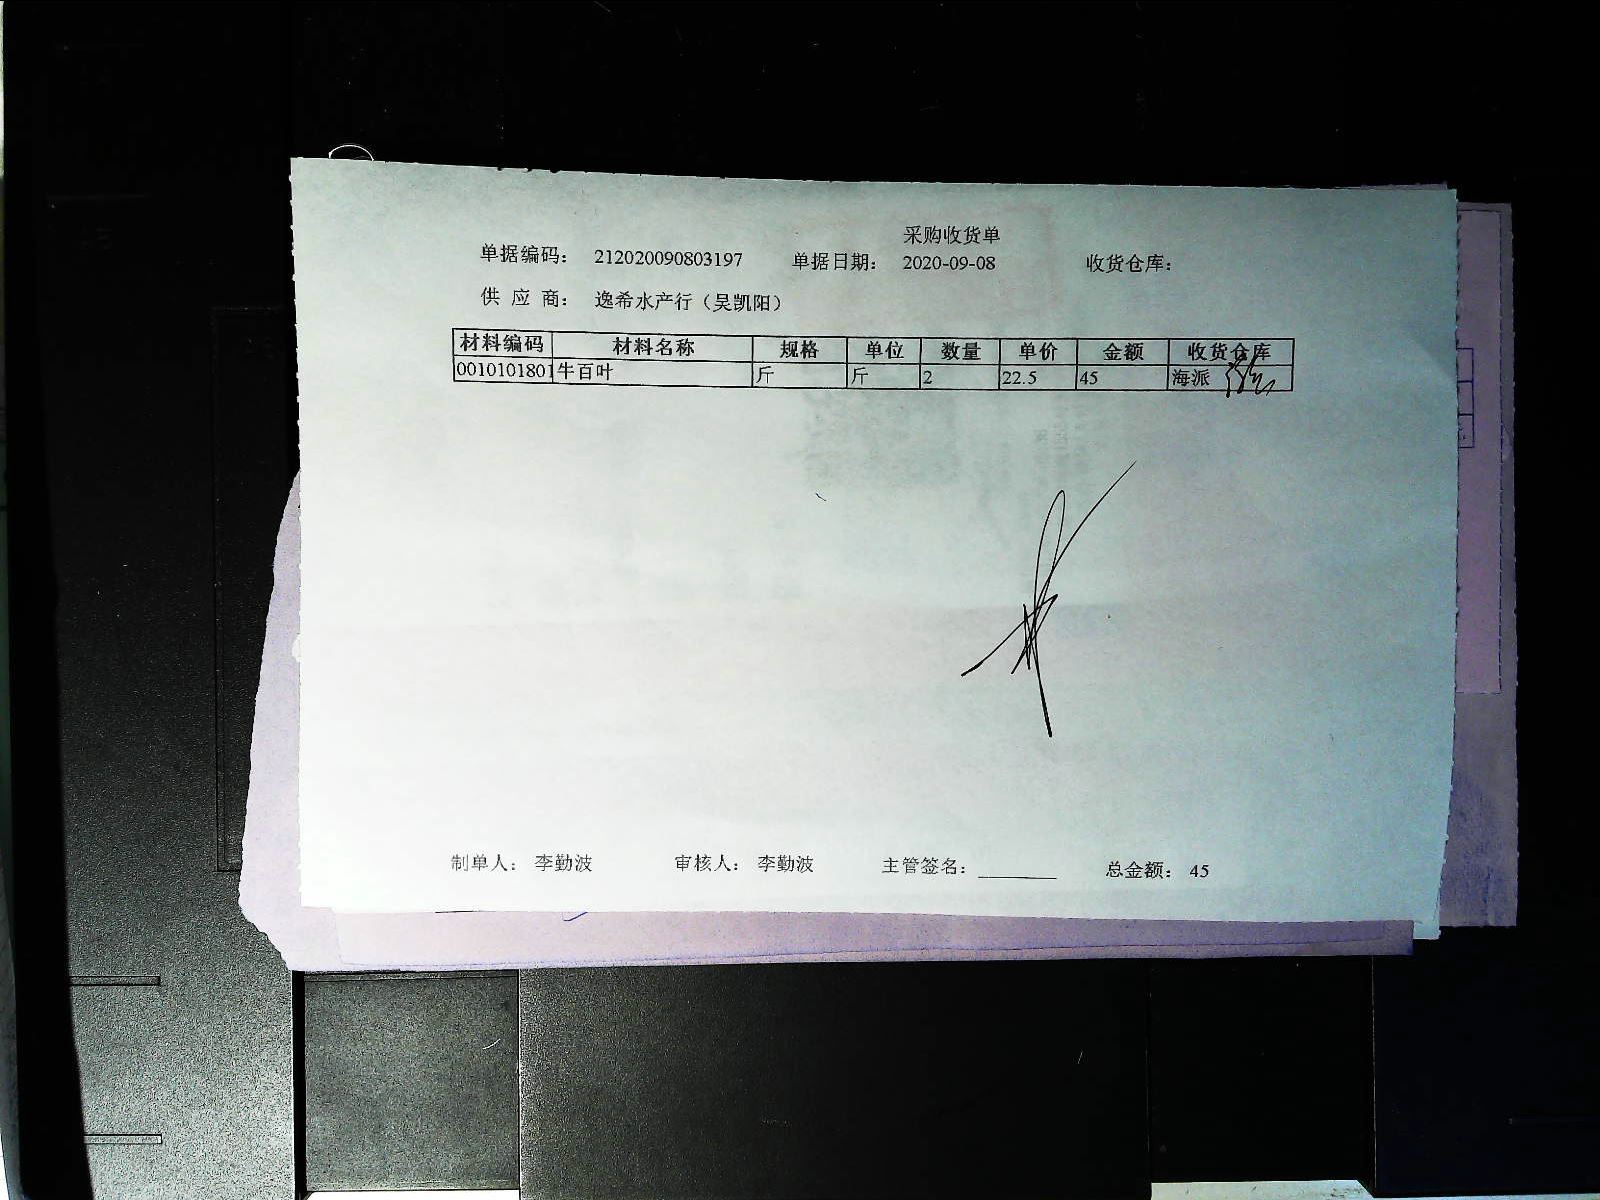 采购收货单
单据编码： 212020090803197 单据日期： 2020-09-08 收货仓库：
供 应 商： 逸希水产行（吴凯阳）
材料编码 材料名称 规格 单位 数量 单价 金额 收货仓库
0010101801 牛百叶 斤 斤 2 22.5 45 海派
制单人： 李勤波 审核人： 李勤波 主管签名： 总金额： 45